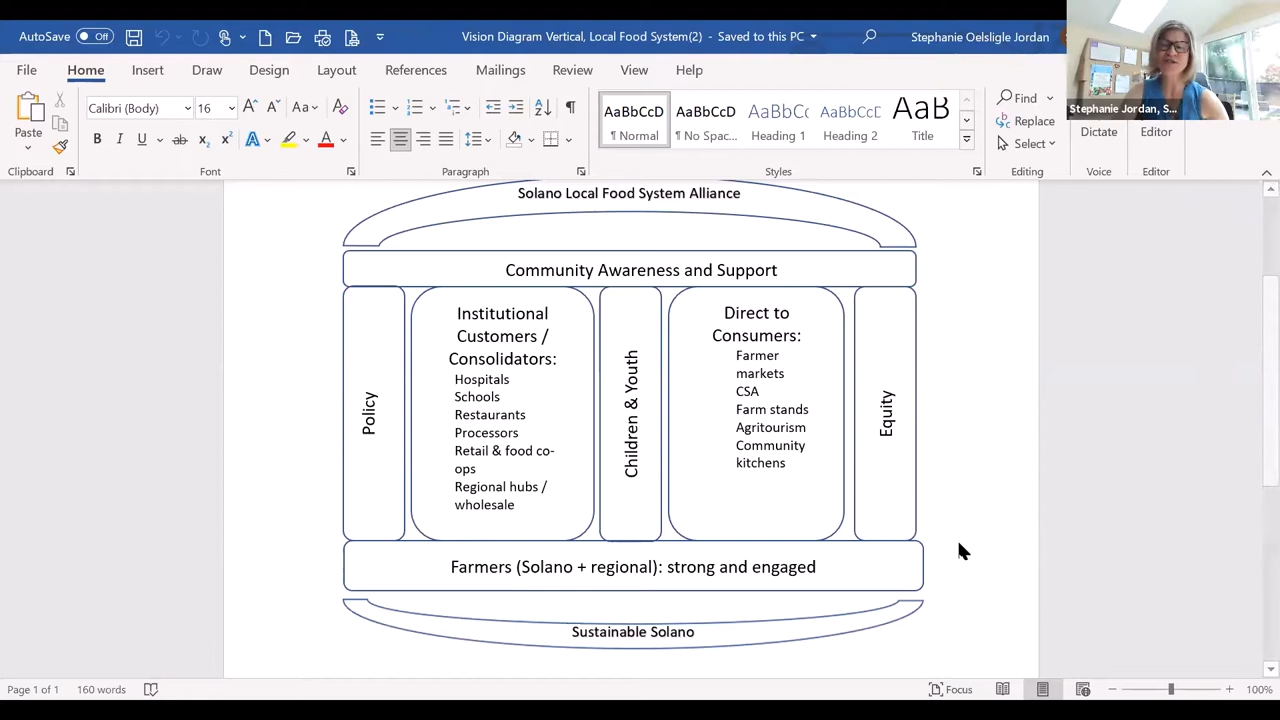 AutoSave Off Vision Diagram Vertical, Local Food System(2) - Saved to this PC Stephanie Oelsligle Jordan
File Home Insert Draw Design Layout References Mailings Review View Help
Stephanie Jordan, S...
Paste
Calibri (Body) 16 Aa
B I U ab x₂ x² A A
AaBbCcD AaBbCcD AaBbCc AaBbCcD AaB
¶ Normal ¶ No Spac... Heading 1 Heading 2 Title
Find
Replace
Select
Dictate Editor
Clipboard Font Paragraph Styles Editing Voice Editor
Solano Local Food System Alliance
Community Awareness and Support
Policy
Institutional
Customers /
Consolidators:
Hospitals
Schools
Restaurants
Processors
Retail & food co-
ops
Regional hubs /
wholesale
Children & Youth
Direct to
Consumers:
Farmer
markets
CSA
Farm stands
Agritourism
Community
kitchens
Equity
Farmers (Solano + regional): strong and engaged
Sustainable Solano
Page 1 of 1 160 words Focus 100%